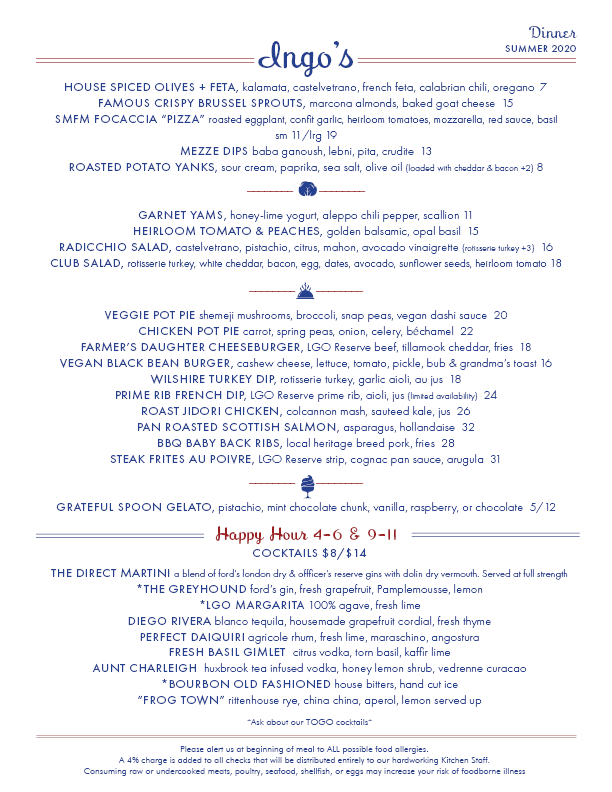 Dinner
SUMMER 2020
Ingo's
HOUSE SPICED OLIVES + FETA, kalamata, castelvetrano, french feta, calabrian chili, oregano 7
FAMOUS CRISPY BRUSSEL SPROUTS, marcona almonds, baked goat cheese 15
SMFM FOCACCIA "PIZZA" roasted eggplant, confit garlic, heirloom tomatoes, mozzarella, red sauce, basil
sm 11/lrg 19
MEZZE DIPS baba ganoush, lebni, pita, crudite 13
ROASTED POTATO YANKS, sour cream, paprika, sea salt, olive oil (loaded with cheddar & bacon +2) 8
GARNET YAMS, honey-lime yogurt, aleppo chili pepper, scallion 11
HEIRLOOM TOMATO & PEACHES, golden balsamic, opal basil 15
RADICCHIO SALAD, castelvetrano, pistachio, citrus, mahon, avocado vinaigrette (rotisserie turkey +3) 16
CLUB SALAD, rotisserie turkey, white cheddar, bacon, egg, dates, avocado, sunflower seeds, heirloom tomato 18
VEGGIE POT PIE shemeji mushrooms, broccoli, snap peas, vegan dashi sauce 20
CHICKEN POT PIE carrot, spring peas, onion, celery, béchamel 22
FARMER'S DAUGHTER CHEESEBURGER, LGO Reserve beef, tillamook cheddar, fries 18
VEGAN BLACK BEAN BURGER, cashew cheese, lettuce, tomato, pickle, bub & grandma's toast 16
WILSHIRE TURKEY DIP, rotisserie turkey, garlic aioli, au jus 18
PRIME RIB FRENCH DIP, LGO Reserve prime rib, aioli, jus (limited availability) 24
ROAST JIDORI CHICKEN, colcannon mash, sauteed kale, jus 26
PAN ROASTED SCOTTISH SALMON, asparagus, hollandaise 32
BBQ BABY BACK RIBS, local heritage breed pork, fries 28
STEAK FRITES AU POIVRE, LGO Reserve strip, cognac pan sauce, arugula 31
GRATEFUL SPOON GELATO, pistachio, mint chocolate chunk, vanilla, raspberry, or chocolate 5/12
Happy Hour 4-6 & 9-11
COCKTAILS $8/$14
THE DIRECT MARTINI a blend of ford's london dry & offficer's reserve gins with dolin dry vermouth. Served at full strength
*THE GREYHOUND ford's gin, fresh grapefruit, Pamplemousse, lemon
*LGO MARGARITA 100% agave, fresh lime
DIEGO RIVERA blanco tequila, housemade grapefruit cordial, fresh thyme
PERFECT DAIQUIRI agricole rhum, fresh lime, maraschino, angostura
FRESH BASIL GIMLET citrus vodka, torn basil, kaffir lime
AUNT CHARLEIGH huxbrook tea infused vodka, honey lemon shrub, vedrenne curacao
*BOURBON OLD FASHIONED house bitters, hand cut ice
"FROG TOWN" rittenhouse rye, china china, aperol, lemon served up
*Ask about our TOGO cocktails*
Please alert us at beginning of meal to ALL possible food allergies.
A 4% charge is added to all checks that will be distributed entirely to our hardworking Kitchen Staff.
Consuming raw or undercooked meats, poultry, seafood, shellfish, or eggs may increase your risk of foodborne illness